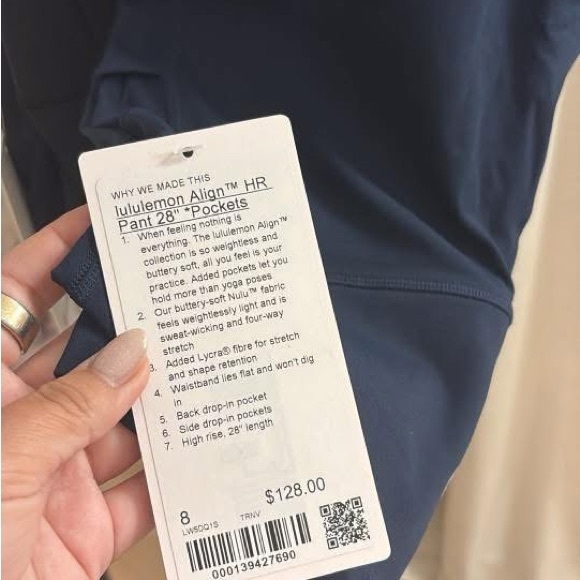 WHY WE MADE THIS
lululemon Align™ HR
Pant 28" *Pockets
1. When feeling nothing is
everything. The lululemon Align™
collection is so weightless and
buttery soft, all you feel is your
practice. Added pockets let you
hold more than yoga poses
2. Our buttery-soft Nulu™ fabric
feels weightlessly light and is
sweat-wicking and four-way
stretch
3. Added Lycra® fibre for stretch
and shape retention
4. Waistband lies flat and won't dig
in
5. Back drop-in pocket
6. Side drop-in pockets
7. High rise, 28" length
8 $128.00
LW5DQ1S TRNV
000139427690